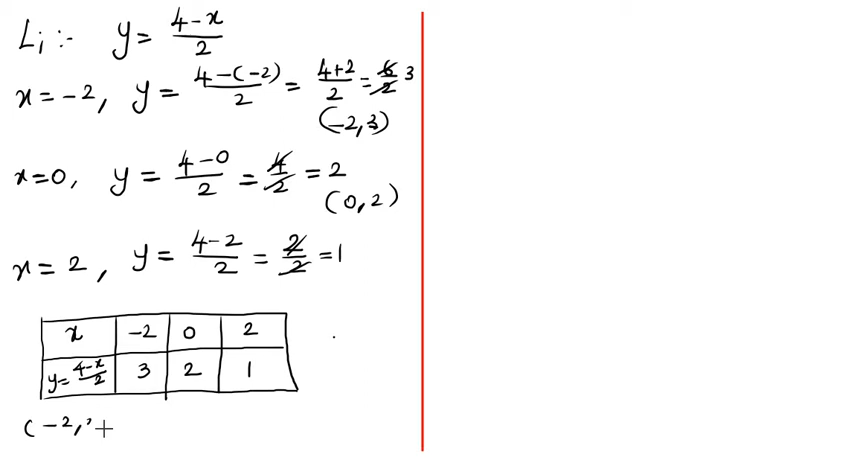 L₁ :- y = (4-x)/2
x = -2, y = (4-(-2))/2 = (4+2)/2 = 6/2 3
(-2, 3)
x = 0, y = (4-0)/2 = 4/2 = 2
(0, 2)
x = 2, y = (4-2)/2 = 2/2 = 1
x -2 0 2
y = (4-x)/2 3 2 1
(-2,